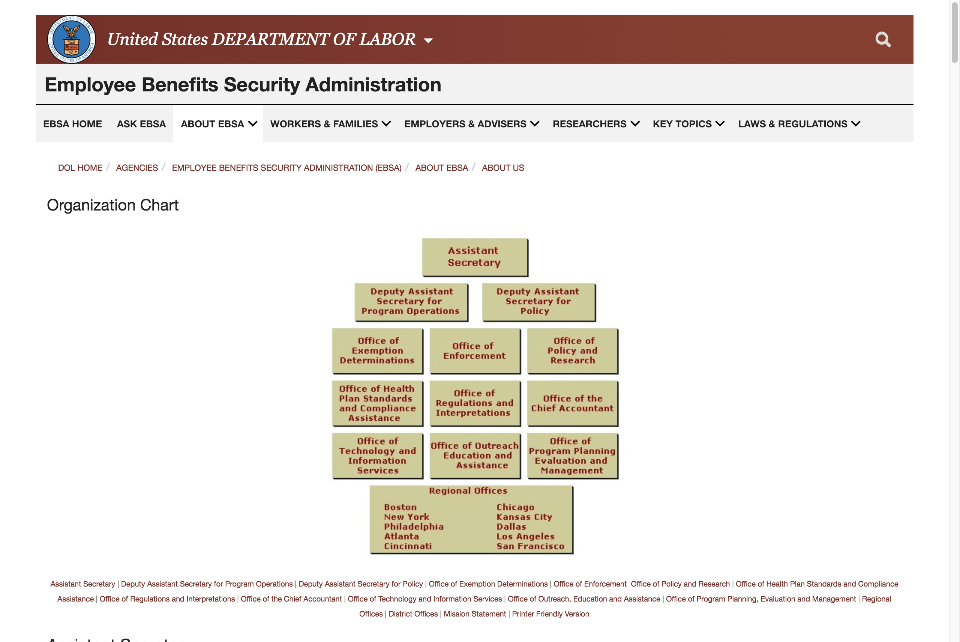 United States DEPARTMENT OF LABOR
Employee Benefits Security Administration
EBSA HOME ASK EBSA ABOUT EBSA WORKERS & FAMILIES EMPLOYERS & ADVISERS RESEARCHERS KEY TOPICS LAWS & REGULATIONS
DOL HOME / AGENCIES / EMPLOYEE BENEFITS SECURITY ADMINISTRATION (EBSA) / ABOUT EBSA / ABOUT US
Organization Chart
Assistant
Secretary
Deputy Assistant
Secretary for
Program Operations
Deputy Assistant
Secretary for
Policy
Office of
Exemption
Determinations
Office of
Enforcement
Office of
Policy and
Research
Office of Health
Plan Standards
and Compliance
Assistance
Office of
Regulations and
Interpretations
Office of the
Chief Accountant
Office of
Technology and
Information
Services
Office of Outreach
Education and
Assistance
Office of
Program Planning
Evaluation and
Management
Regional Offices
Boston
New York
Philadelphia
Atlanta
Cincinnati
Chicago
Kansas City
Dallas
Los Angeles
San Francisco
Assistant Secretary | Deputy Assistant Secretary for Program Operations | Deputy Assistant Secretary for Policy | Office of Exemption Determinations | Office of Enforcement Office of Policy and Research | Office of Health Plan Standards and Compliance
Assistance | Office of Regulations and Interpretations | Office of the Chief Accountant | Office of Technology and Information Services | Office of Outreach, Education and Assistance | Office of Program Planning, Evaluation and Management | Regional
Offices | District Offices | Mission Statement | Printer Friendly Version